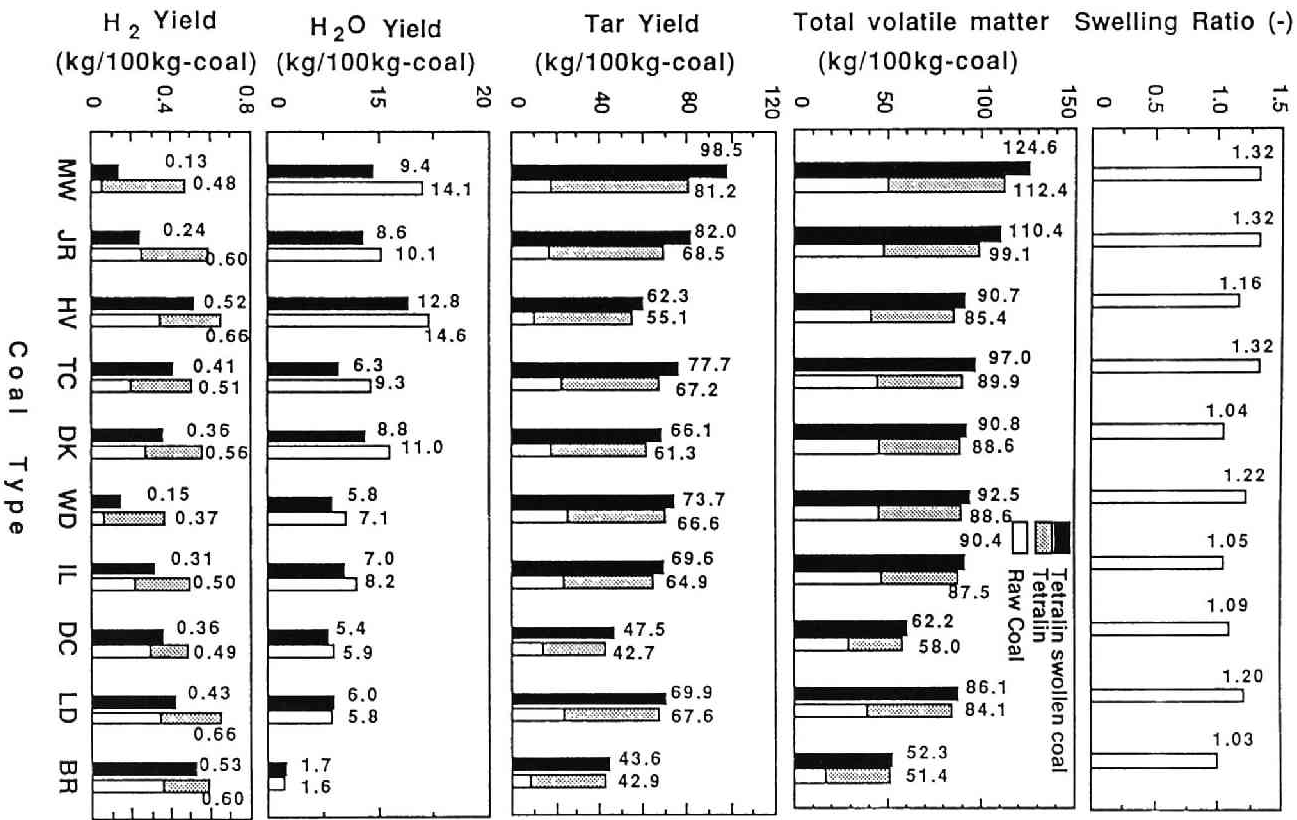 H2 Yield
(kg/100kg-coal)
0 0.4 0.8
H2O Yield
(kg/100kg-coal)
0 15 20
Tar Yield
(kg/100kg-coal)
0 40 80 120
Total volatile matter
(kg/100kg-coal)
0 50 100 150
Swelling Ratio (-)
0 0.5 1.0 1.5
Coal Type
MW
0.13 9.4 98.5 124.6 1.32
0.48 14.1 81.2 112.4
JR
0.24 8.6 82.0 110.4 1.32
0.60 10.1 68.5 99.1
HV
0.52 12.8 62.3 90.7 1.16
0.66 14.6 55.1 85.4
TC
0.41 6.3 77.7 97.0 1.32
0.51 9.3 67.2 89.9
DK
0.36 8.8 66.1 90.8 1.04
0.56 11.0 61.3 88.6
WD
0.15 5.8 73.7 92.5 1.22
0.37 7.1 66.6 88.6
IL
0.31 7.0 69.6 90.4 1.05
0.50 8.2 64.9 87.5
DC
0.36 5.4 47.5 62.2 1.09
0.49 5.9 42.7 58.0
LD
0.43 6.0 69.9 86.1 1.20
0.66 5.8 67.6 84.1
BR
0.53 1.7 43.6 52.3 1.03
0.60 1.6 42.9 51.4
Tetralin swollen coal
Tetralin
Raw Coal